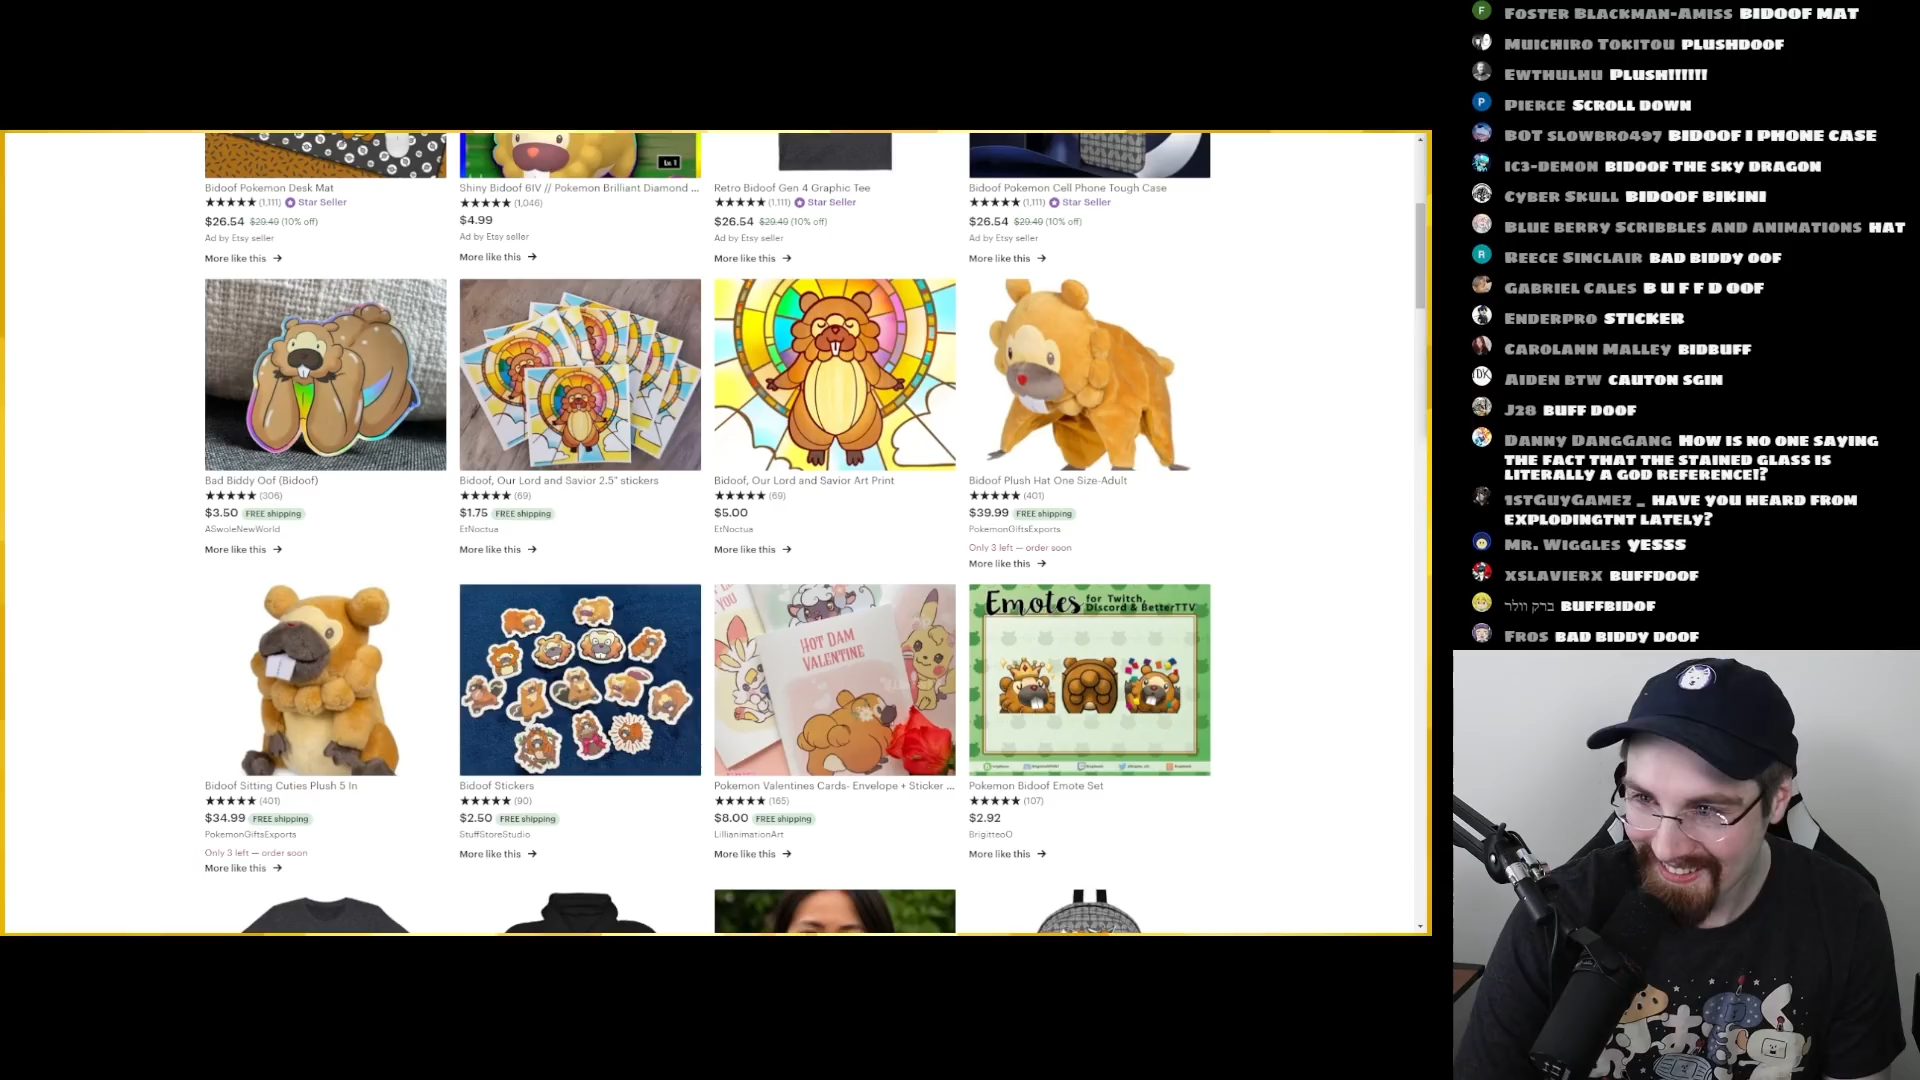 Bidoof Pokemon Desk Mat
★★★★★ (1,111) Star Seller
$26.54 $29.49 (10% off)
Ad by Etsy seller
More like this →
Lv. 1
Shiny Bidoof 6IV // Pokemon Brilliant Diamond ...
★★★★★ (1,046)
$4.99
Ad by Etsy seller
More like this →
Retro Bidoof Gen 4 Graphic Tee
★★★★★ (1,111) Star Seller
$26.54 $29.49 (10% off)
Ad by Etsy seller
More like this →
Bidoof Pokemon Cell Phone Tough Case
★★★★★ (1,111) Star Seller
$26.54 $29.49 (10% off)
Ad by Etsy seller
More like this →
Bad Biddy Oof (Bidoof)
★★★★★ (306)
$3.50 FREE shipping
ASwoleNewWorld
More like this →
Bidoof, Our Lord and Savior 2.5" stickers
★★★★★ (69)
$1.75 FREE shipping
EtNoctua
More like this →
Bidoof, Our Lord and Savior Art Print
★★★★★ (69)
$5.00
EtNoctua
More like this →
Bidoof Plush Hat One Size-Adult
★★★★★ (401)
$39.99 FREE shipping
PokemonGiftsExports
Only 3 left — order soon
More like this →
Bidoof Sitting Cuties Plush 5 In
★★★★★ (401)
$34.99 FREE shipping
PokemonGiftsExports
Only 3 left — order soon
More like this →
Bidoof Stickers
★★★★★ (90)
$2.50 FREE shipping
StuffStoreStudio
More like this →
YOU
HOT DAM
VALENTINE
Pokemon Valentines Cards- Envelope + Sticker ...
★★★★★ (165)
$8.00 FREE shipping
LillianimationArt
More like this →
Emotes for Twitch,
Discord & BetterTTV
Pokemon Bidoof Emote Set
★★★★★ (107)
$2.92
BrigitteoO
More like this →
F FOSTER BLACKMAN-AMISS BIDOOF MAT
MUICHIRO TOKITOU PLUSHDOOF
EWTHULHU PLUSH!!!!!!
P PIERCE SCROLL DOWN
BOT SLOWBRO497 BIDOOF I PHONE CASE
IC3-DEMON BIDOOF THE SKY DRAGON
CYBER SKULL BIDOOF BIKINI
BLUE BERRY SCRIBBLES AND ANIMATIONS HAT
R REECE SINCLAIR BAD BIDDY OOF
GABRIEL CALES B U F F D OOF
ENDERPRO STICKER
CAROLANN MALLEY BIDBUFF
DK AIDEN BTW CAUTON SGIN
J28 BUFF DOOF
DANNY DANGGANG HOW IS NO ONE SAYING
THE FACT THAT THE STAINED GLASS IS
LITERALLY A GOD REFERENCE!?
1STGUYGAMEZ _ HAVE YOU HEARD FROM
EXPLODINGTNT LATELY?
MR. WIGGLES YESSS
XSLAVIERX BUFFDOOF
ברק וולר BUFFBIDOF
FROS BAD BIDDY DOOF